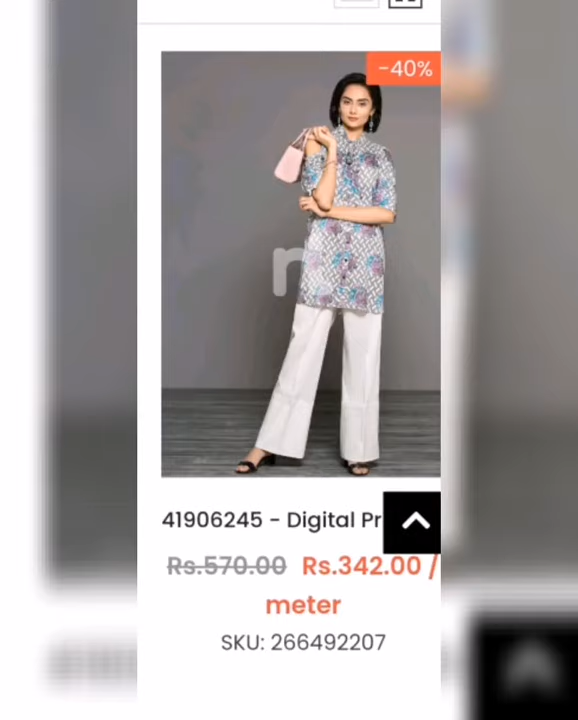 -40%
n
41906245 - Digital Pr
Rs.570.00 Rs.342.00 /
meter
SKU: 266492207